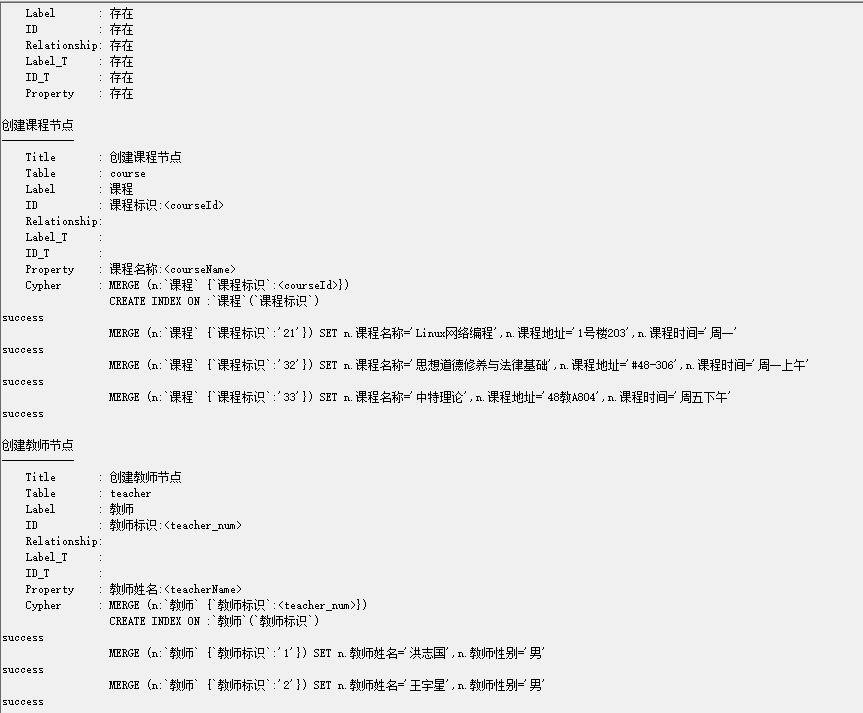 Label : 存在
ID : 存在
Relationship: 存在
Label_T : 存在
ID_T : 存在
Property : 存在
创建课程节点
Title : 创建课程节点
Table : course
Label : 课程
ID : 课程标识:<courseId>
Relationship:
Label_T :
ID_T :
Property : 课程名称:<courseName>
Cypher : MERGE (n:`课程` {`课程标识`:<courseId>})
CREATE INDEX ON :`课程`(`课程标识`)
success
MERGE (n:`课程` {`课程标识`:'21'}) SET n.课程名称='Linux网络编程',n.课程地址='1号楼203',n.课程时间='周一'
success
MERGE (n:`课程` {`课程标识`:'32'}) SET n.课程名称='思想道德修养与法律基础',n.课程地址='#48-306',n.课程时间='周一上午'
success
MERGE (n:`课程` {`课程标识`:'33'}) SET n.课程名称='中特理论',n.课程地址='48教A804',n.课程时间='周五下午'
success
创建教师节点
Title : 创建教师节点
Table : teacher
Label : 教师
ID : 教师标识:<teacher_num>
Relationship:
Label_T :
ID_T :
Property : 教师姓名:<teacherName>
Cypher : MERGE (n:`教师` {`教师标识`:<teacher_num>})
CREATE INDEX ON :`教师`(`教师标识`)
success
MERGE (n:`教师` {`教师标识`:'1'}) SET n.教师姓名='洪志国',n.教师性别='男'
success
MERGE (n:`教师` {`教师标识`:'2'}) SET n.教师姓名='王宇星',n.教师性别='男'
success